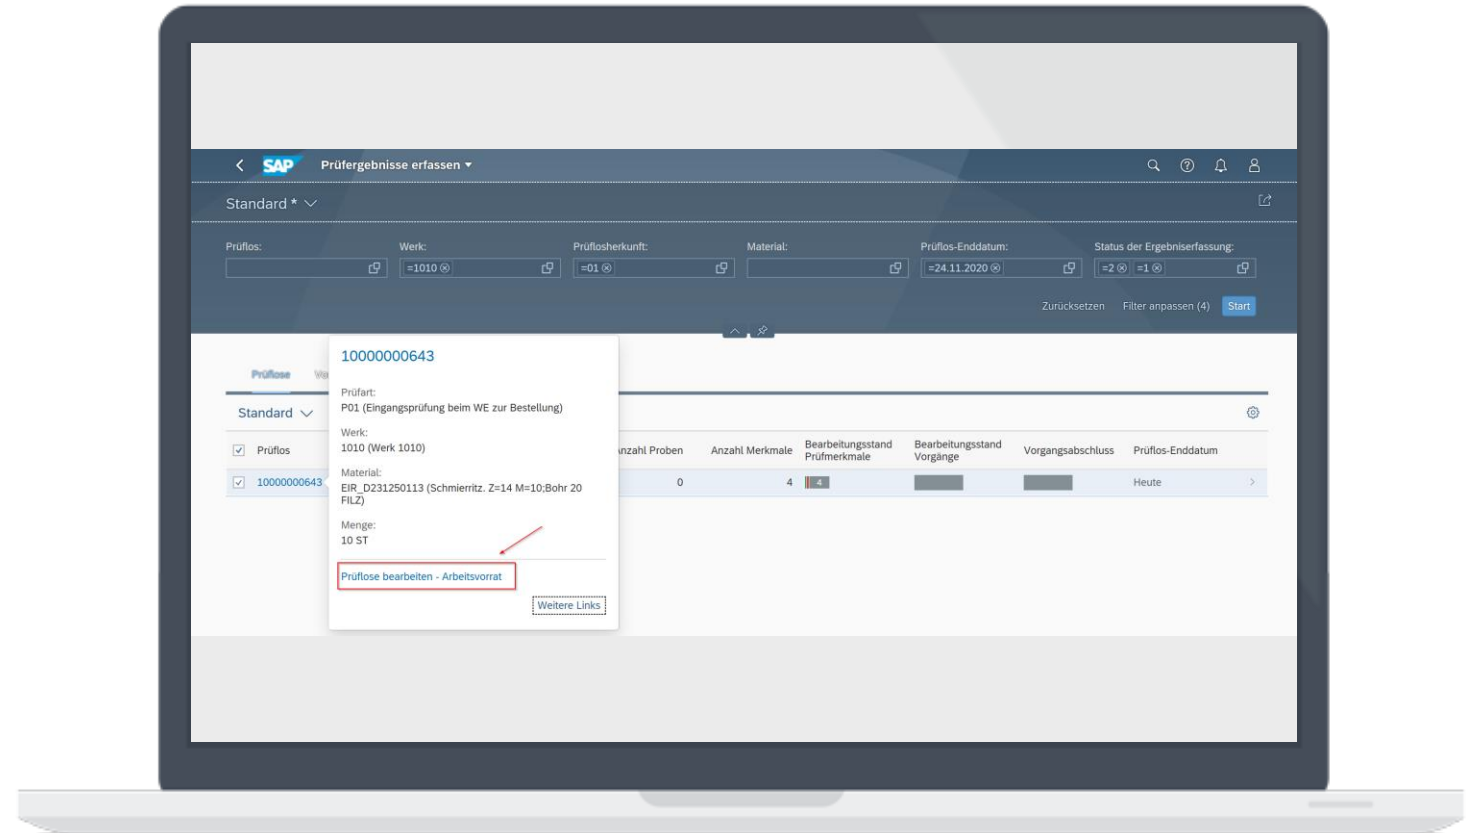 SAP
Prüfergebnisse erfassen
Standard *
Prüflos:
Werk:
Prüflosherkunft:
Material:
Prüflos-Enddatum:
Status der Ergebniserfassung:
=1010
=01
=24.11.2020
=2 =1
Zurücksetzen Filter anpassen (4) Start
Prüflose
Standard
Prüflos
Anzahl Merkmale
Bearbeitungsstand
Prüfmerkmale
Bearbeitungsstand
Vorgänge
Vorgangsabschluss
Prüflos-Enddatum
10000000643
0
4
4
Heute
10000000643
Prüfart:
P01 (Eingangsprüfung beim WE zur Bestellung)
Werk:
1010 (Werk 1010)
Material:
EIR_D231250113 (Schmierritz. Z=14 M=10;Bohr 20
FILZ)
Menge:
10 ST
Prüflose bearbeiten - Arbeitsvorrat
Weitere Links
nzahl Proben